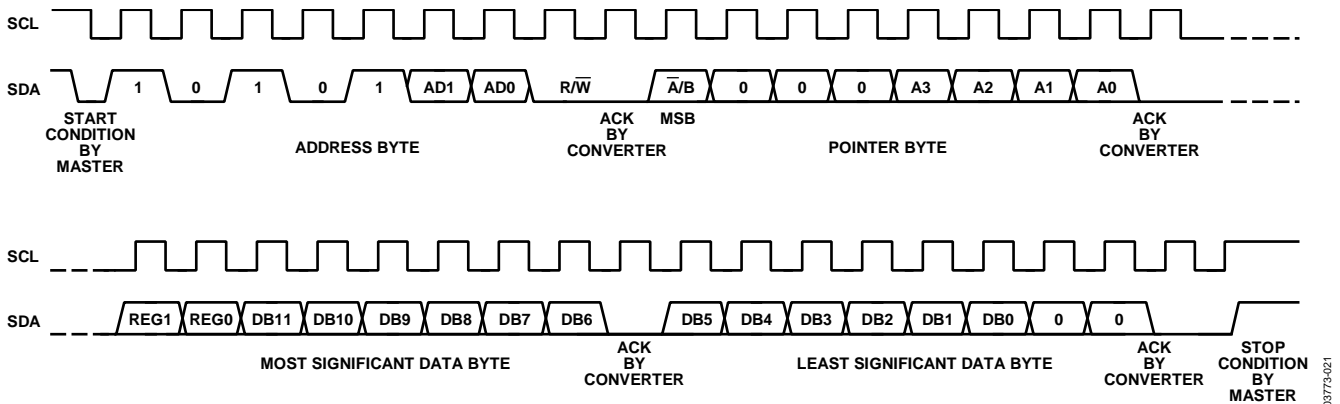 SCL
SDA 1 0 1 0 1 AD1 AD0 R/W̅ A̅/B 0 0 0 A3 A2 A1 A0
START CONDITION BY MASTER
ADDRESS BYTE
ACK BY CONVERTER
MSB
POINTER BYTE
ACK BY CONVERTER
SCL
SDA REG1 REG0 DB11 DB10 DB9 DB8 DB7 DB6 DB5 DB4 DB3 DB2 DB1 DB0 0 0
MOST SIGNIFICANT DATA BYTE
ACK BY CONVERTER
LEAST SIGNIFICANT DATA BYTE
ACK BY CONVERTER
STOP CONDITION BY MASTER
03773-021